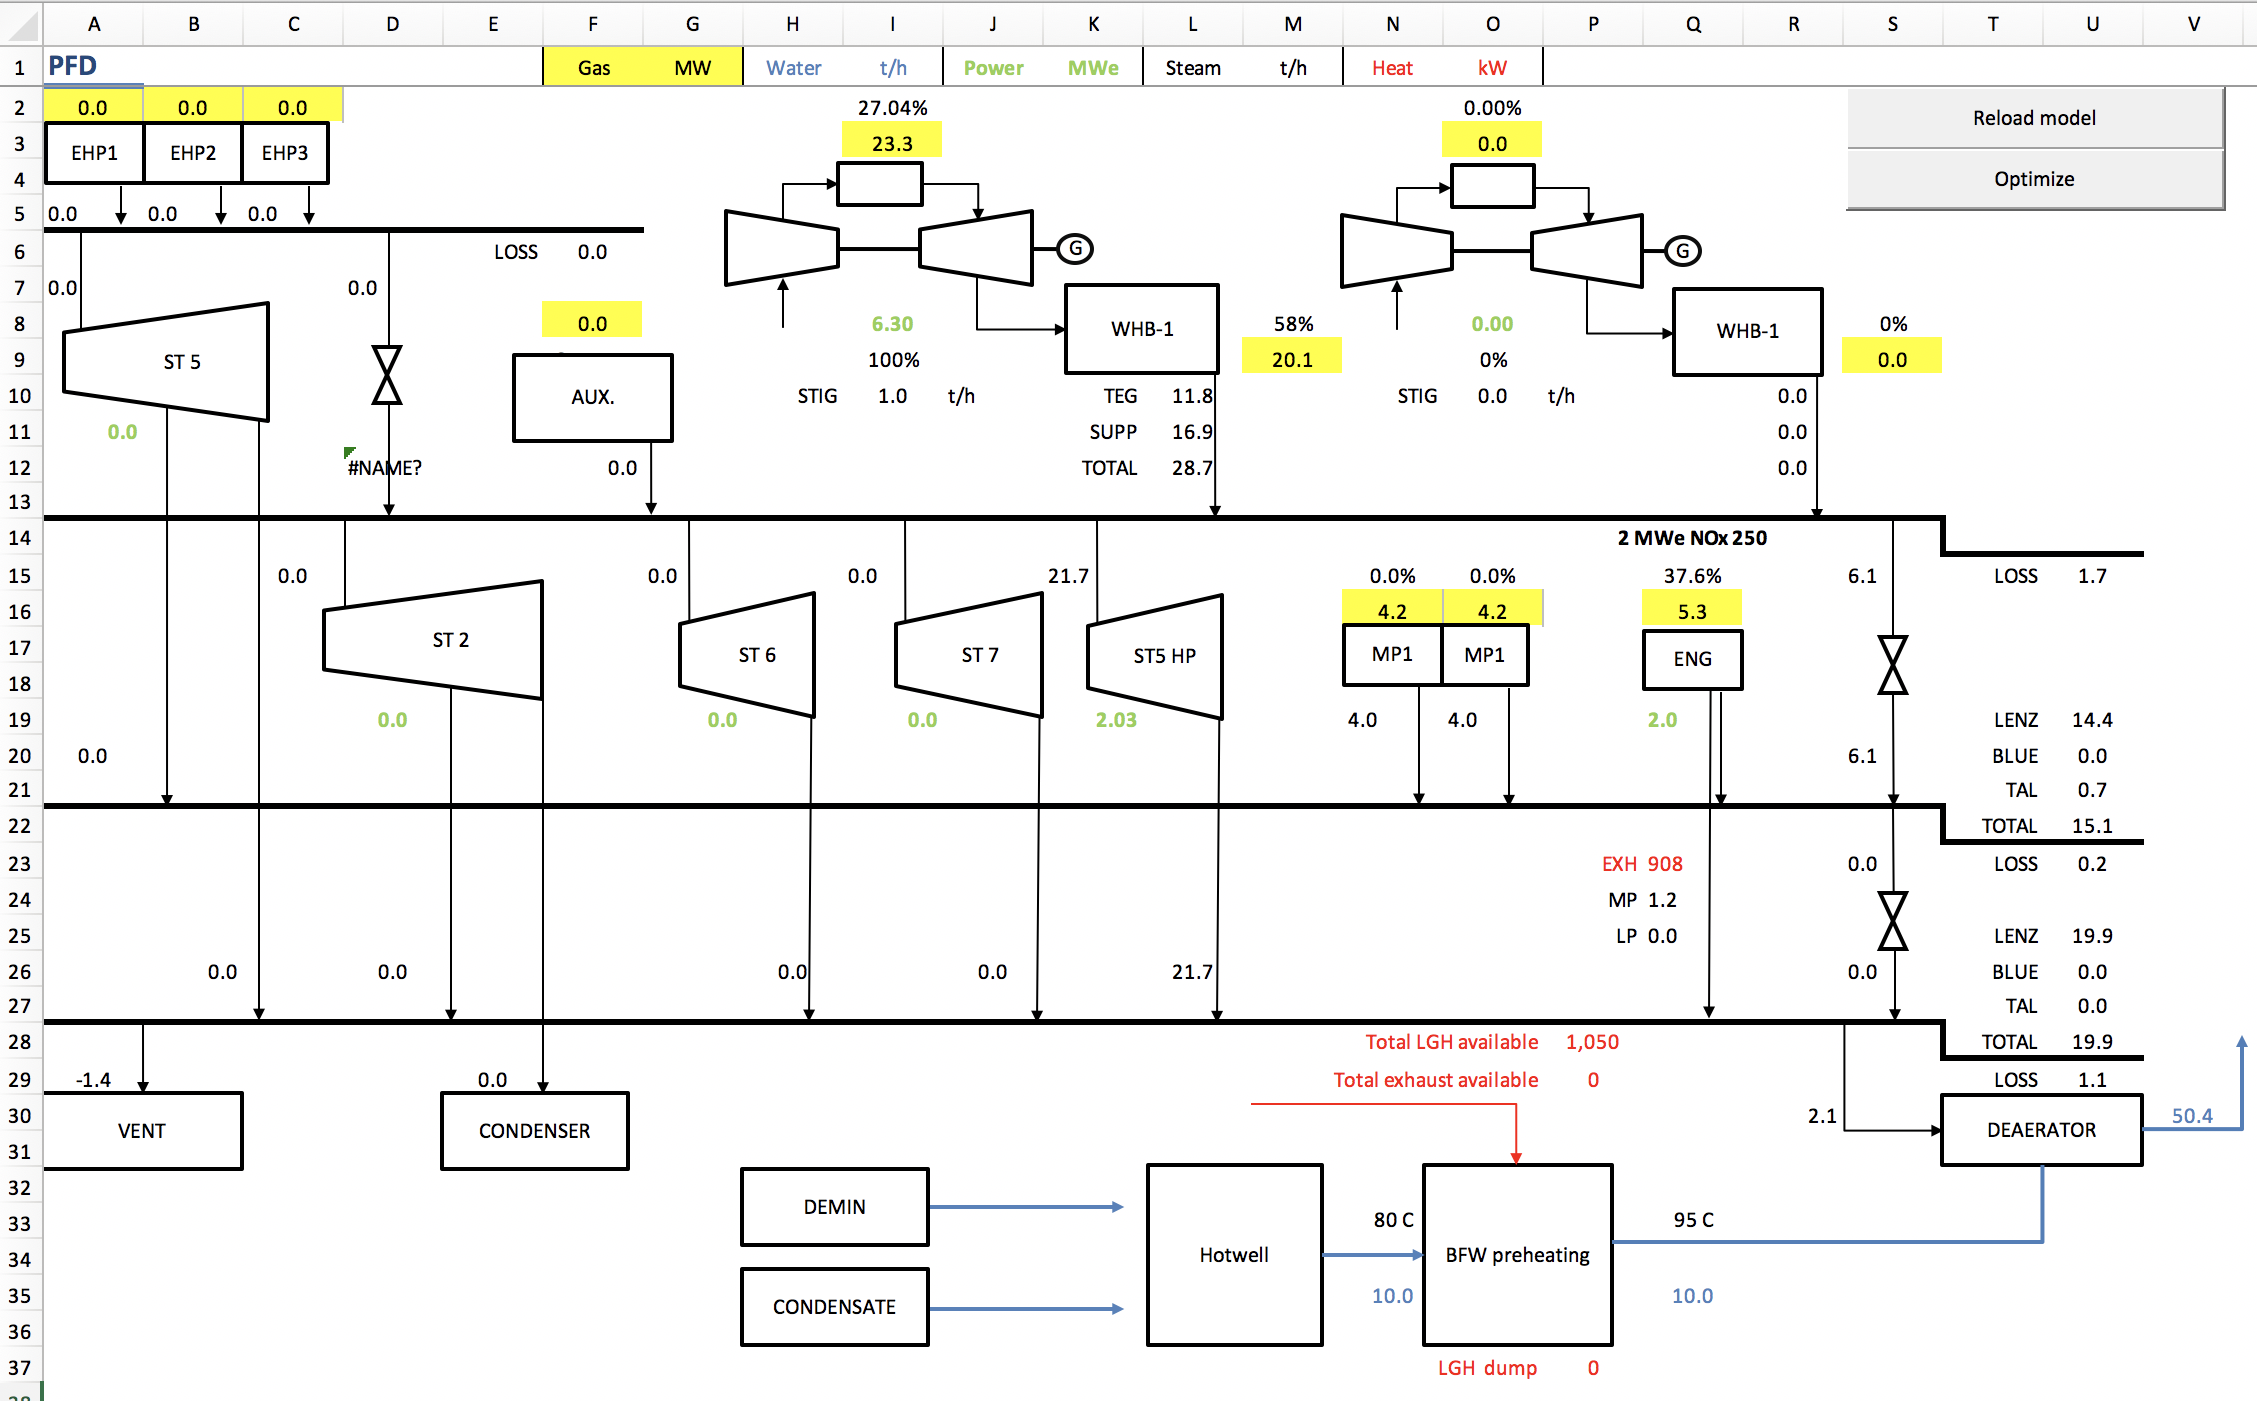 A B C D E F G H I J K L M N O P Q R S T U V
1 PFD Gas MW Water t/h Power MWe Steam t/h Heat kW
2 0.0 0.0 0.0 27.04% 0.00% Reload model
3 EHP1 EHP2 EHP3 23.3 0.0
4 Optimize
5 0.0 0.0 0.0
6 LOSS 0.0 G G
7 0.0 0.0
8 0.0 6.30 WHB-1 58% 0.00 WHB-1 0%
9 ST 5 100% 20.1 0% 0.0
10 AUX. STIG 1.0 t/h TEG 11.8 STIG 0.0 t/h 0.0
11 0.0 SUPP 16.9 0.0
12 #NAME? 0.0 TOTAL 28.7 0.0
13
14 2 MWe NOx 250
15 0.0 0.0 0.0 21.7 0.0% 0.0% 37.6% 6.1 LOSS 1.7
16 4.2 4.2 5.3
17 ST 2 ST 6 ST 7 ST5 HP MP1 MP1 ENG
18
19 0.0 0.0 0.0 2.03 4.0 4.0 2.0 LENZ 14.4
20 0.0 6.1 BLUE 0.0
21 TAL 0.7
22 TOTAL 15.1
23 EXH 908 0.0 LOSS 0.2
24 MP 1.2
25 LP 0.0 LENZ 19.9
26 0.0 0.0 0.0 0.0 21.7 0.0 BLUE 0.0
27 TAL 0.0
28 Total LGH available 1,050 TOTAL 19.9
29 -1.4 0.0 Total exhaust available 0 LOSS 1.1
30 VENT CONDENSER 2.1 DEAERATOR 50.4
31
32 DEMIN
33 80 C 95 C
34 Hotwell BFW preheating
35 CONDENSATE 10.0 10.0
36
37 LGH dump 0